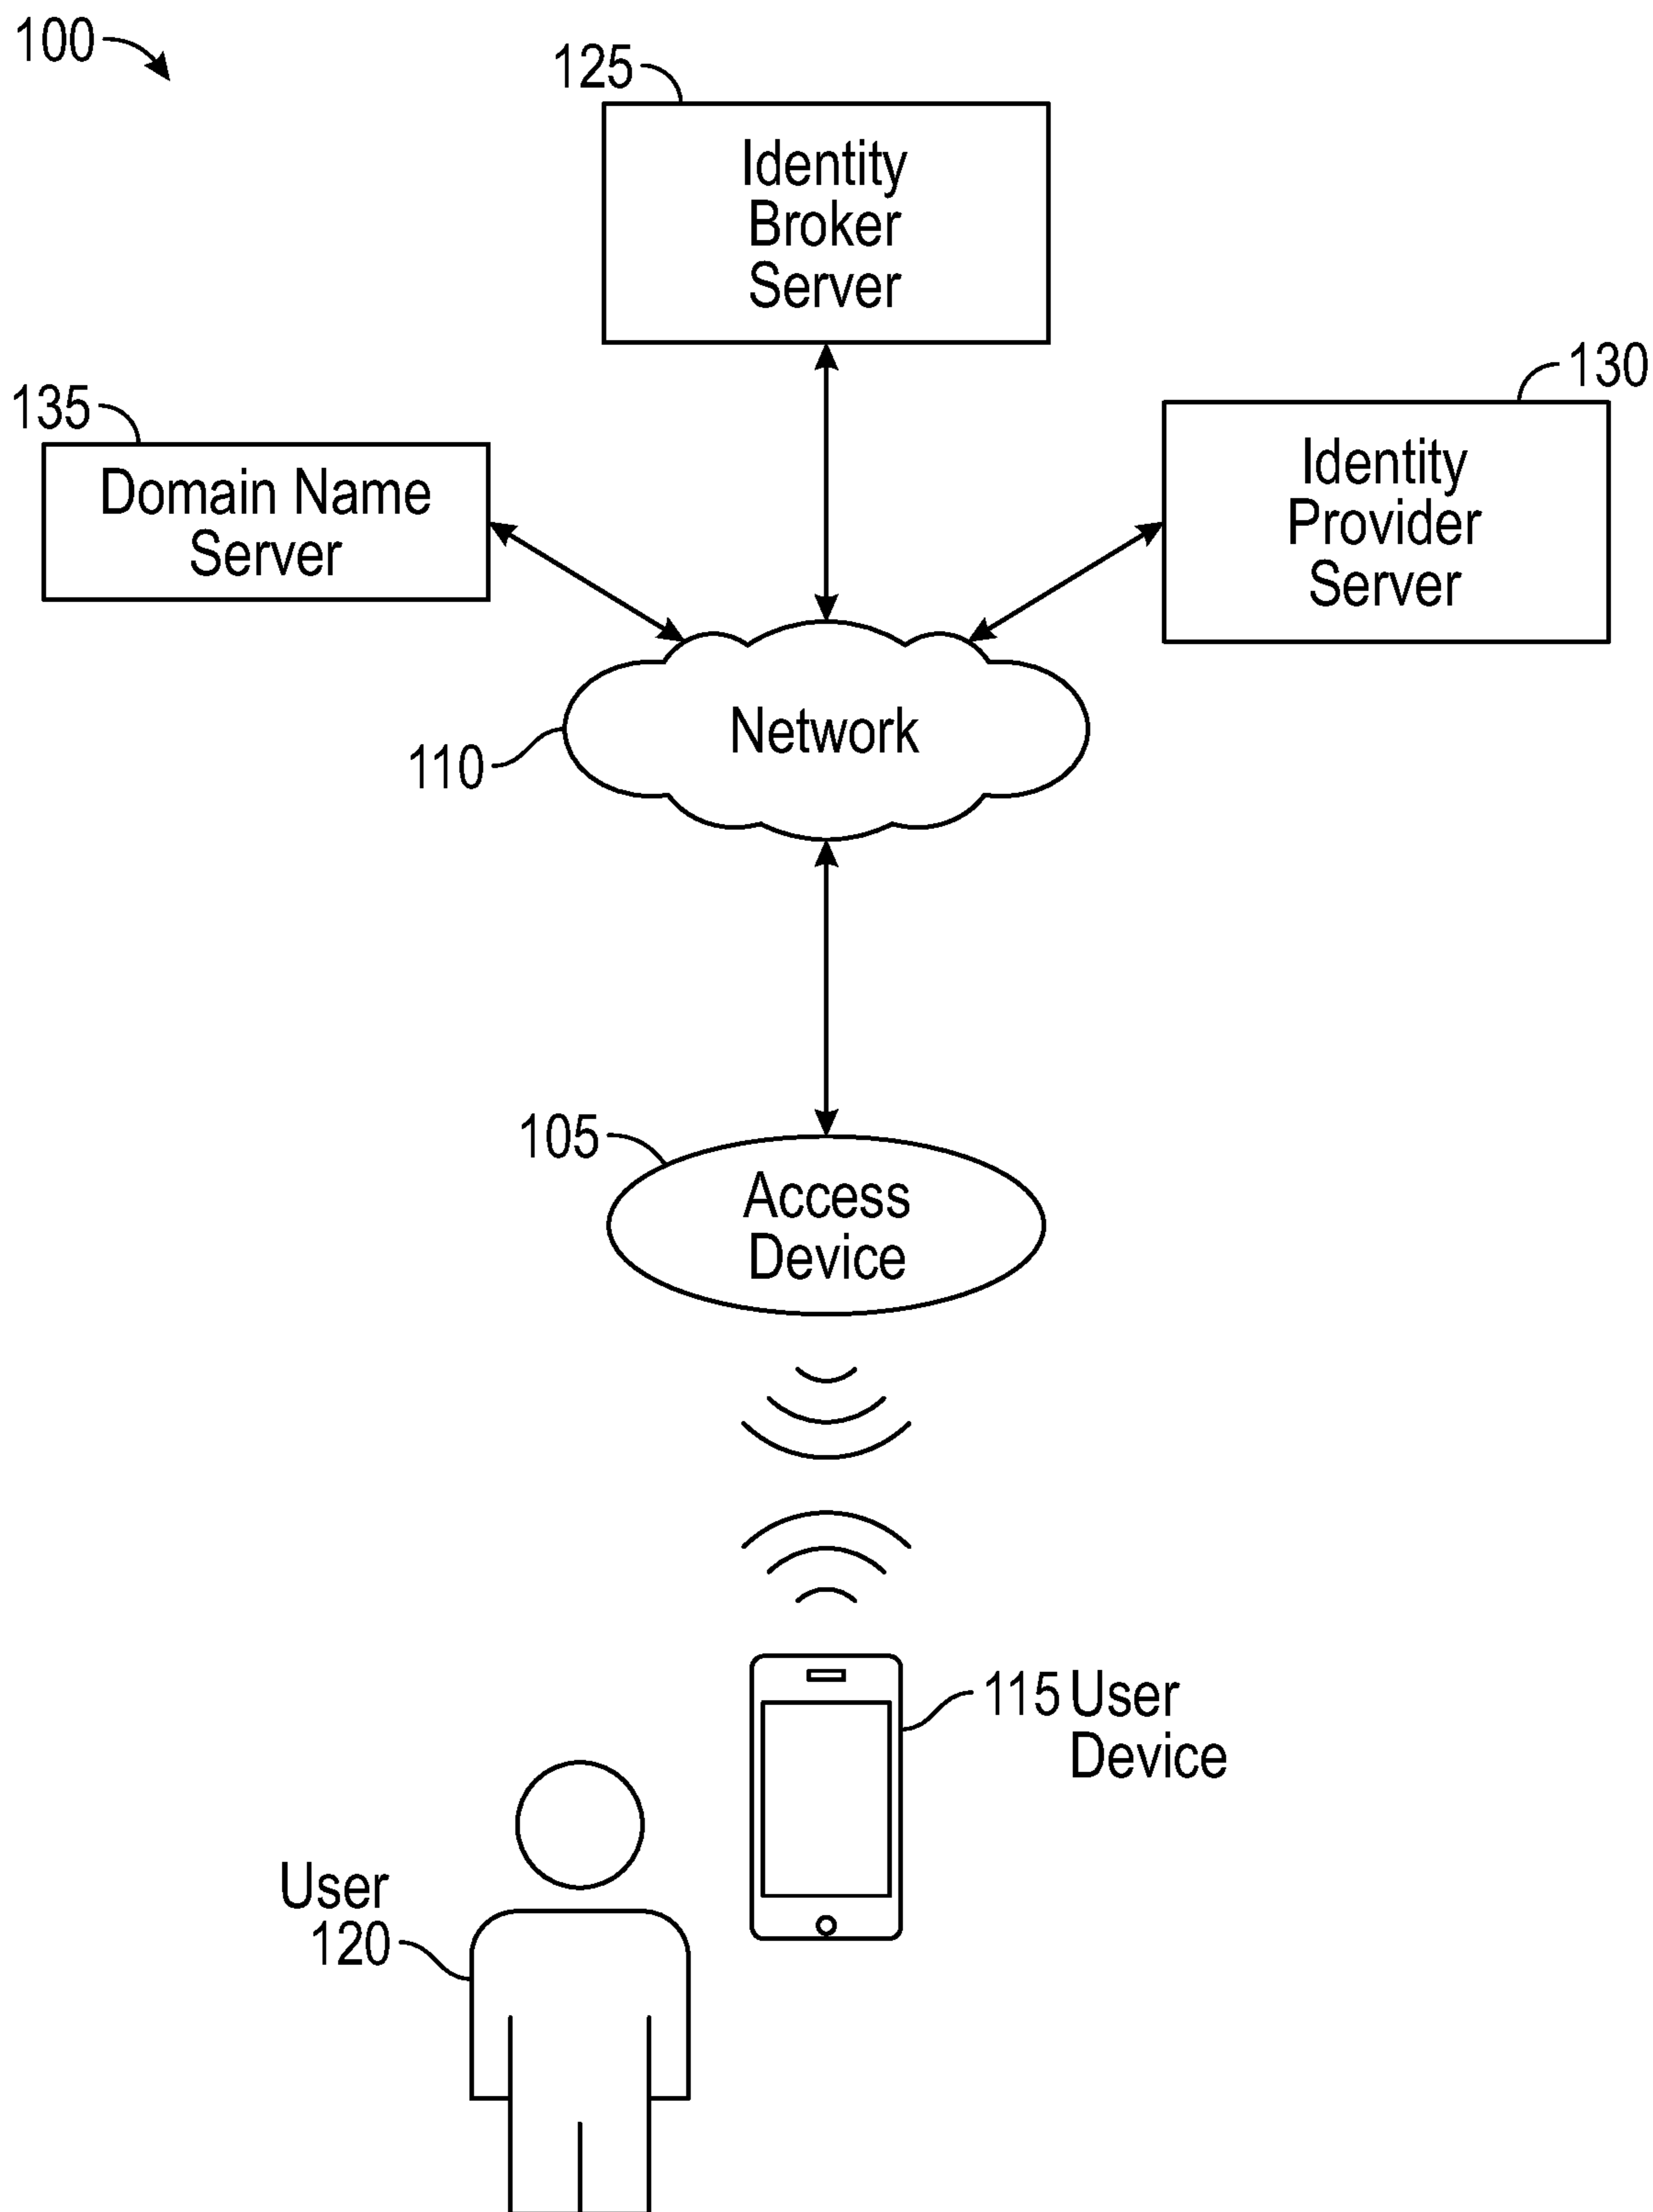 100
125
Identity
Broker
Server
130
135
Identity
Provider
Server
Domain Name
Server
Network
110
105
Access
Device
115 User
Device
User
120